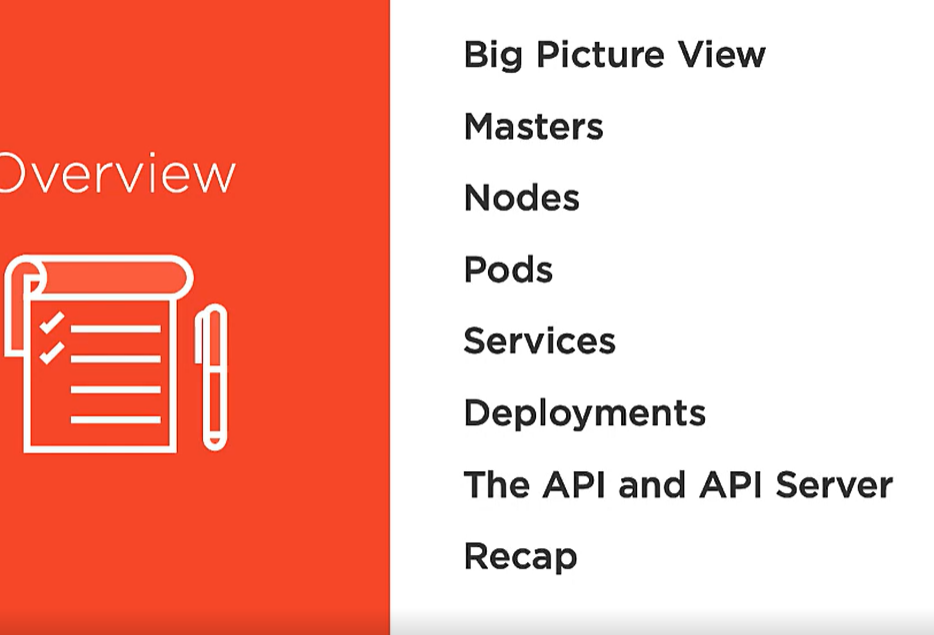 Overview
Big Picture View
Masters
Nodes
Pods
Services
Deployments
The API and API Server
Recap